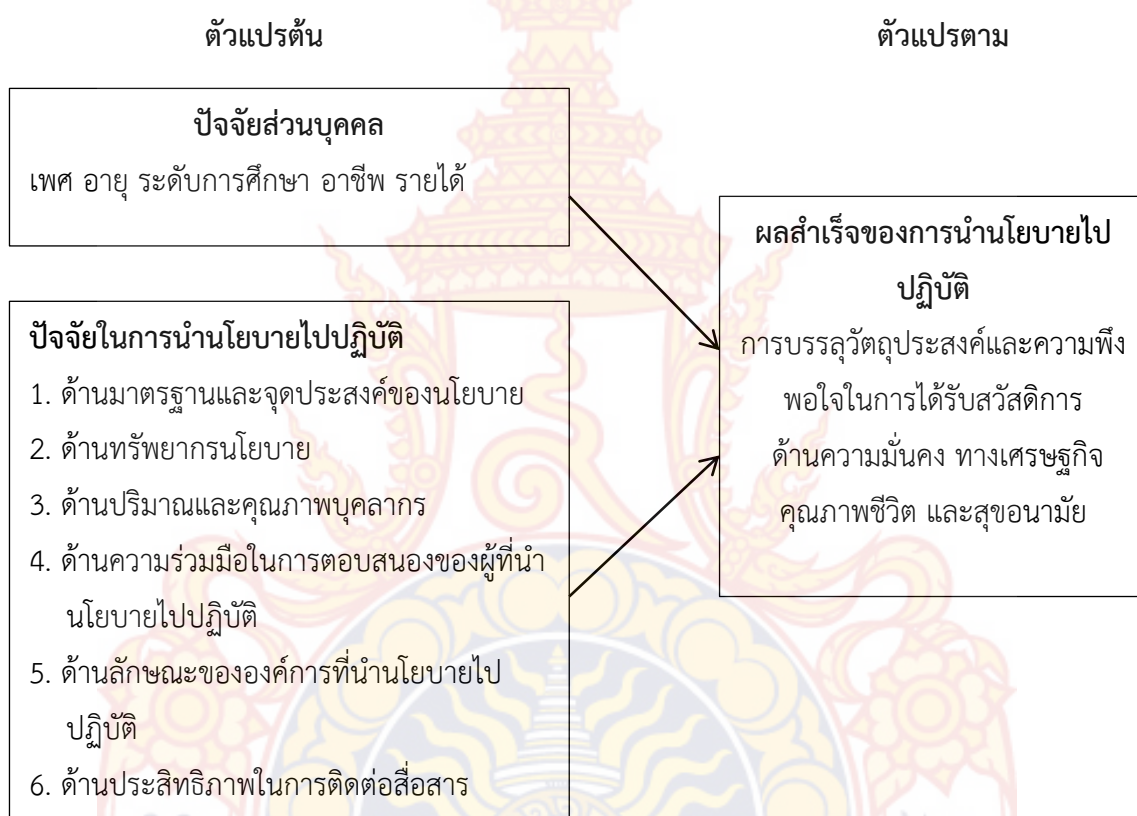 ตัวแปรต้น
ตัวแปรตาม
ปัจจัยส่วนบุคคล
เพศ อายุ ระดับการศึกษา อาชีพ รายได้
ปัจจัยในการนำนโยบายไปปฏิบัติ
1. ด้านมาตรฐานและจุดประสงค์ของนโยบาย
2. ด้านทรัพยากรนโยบาย
3. ด้านปริมาณและคุณภาพบุคลากร
4. ด้านความร่วมมือในการตอบสนองของผู้ที่นำ
นโยบายไปปฏิบัติ
5. ด้านลักษณะขององค์การที่นำนโยบายไป
ปฏิบัติ
6. ด้านประสิทธิภาพในการติดต่อสื่อสาร
ผลสำเร็จของการนำนโยบายไป
ปฏิบัติ
การบรรลุวัตถุประสงค์และความพึง
พอใจในการได้รับสวัสดิการ
ด้านความมั่นคง ทางเศรษฐกิจ
คุณภาพชีวิต และสุขอนามัย